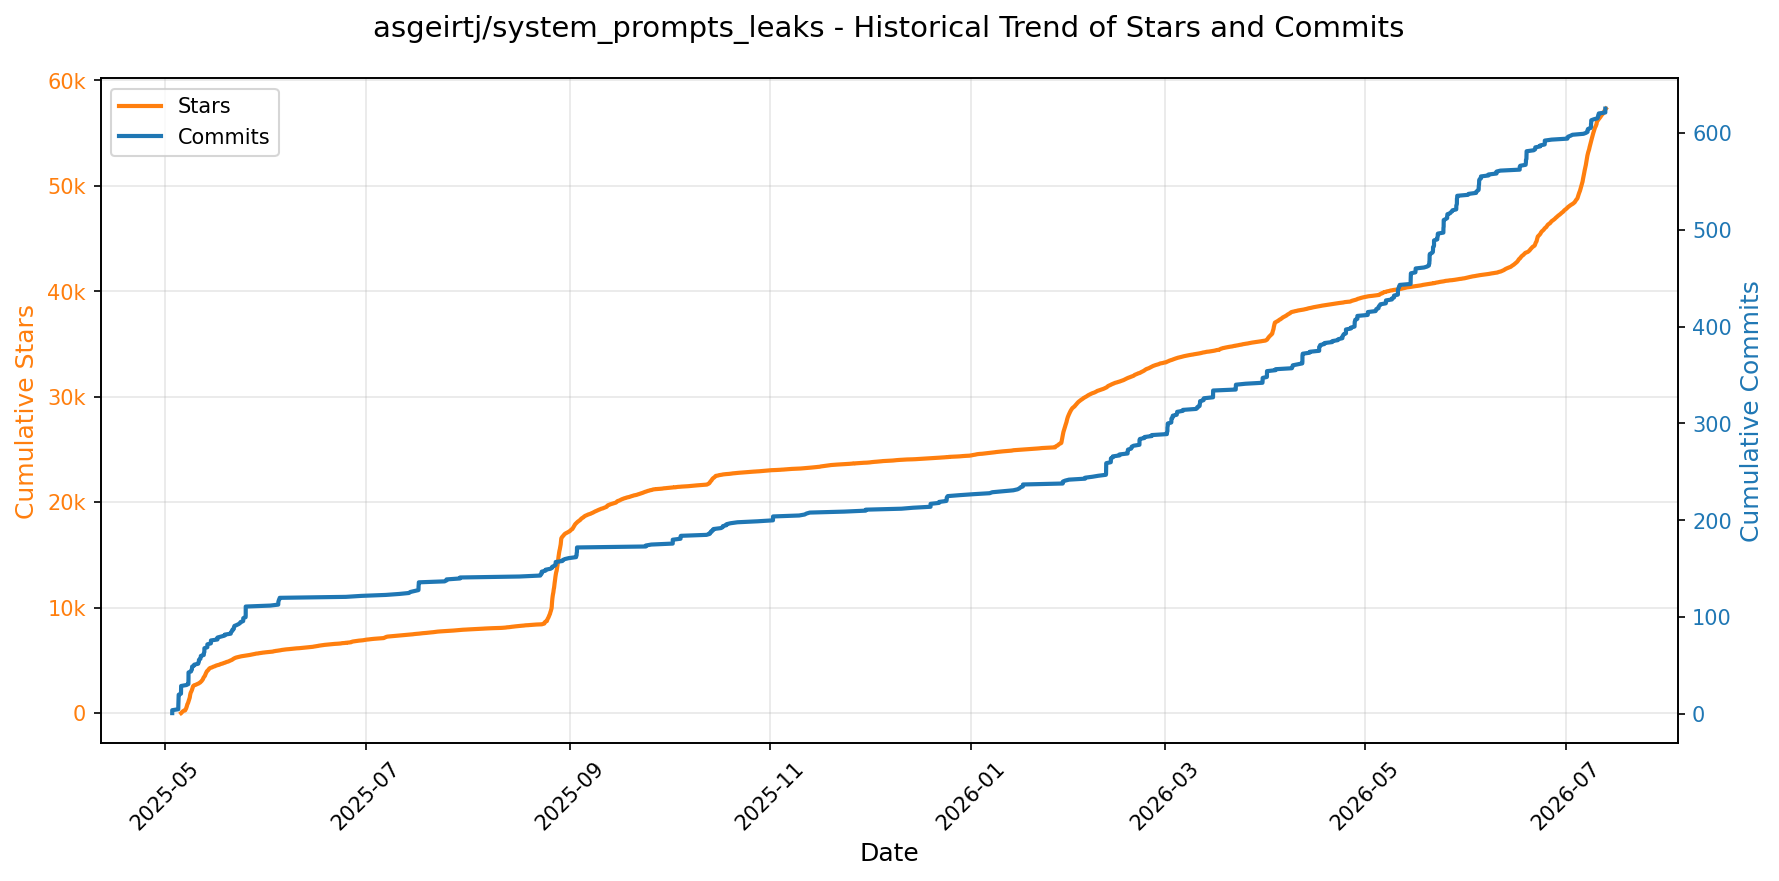 asgeirtj/system_prompts_leaks - Historical Trend of Stars and Commits
Stars
Commits
60k
50k
40k
30k
20k
10k
0
Cumulative Stars
600
500
400
300
200
100
0
Cumulative Commits
2025-05
2025-07
2025-09
2025-11
2026-01
2026-03
2026-05
2026-07
Date